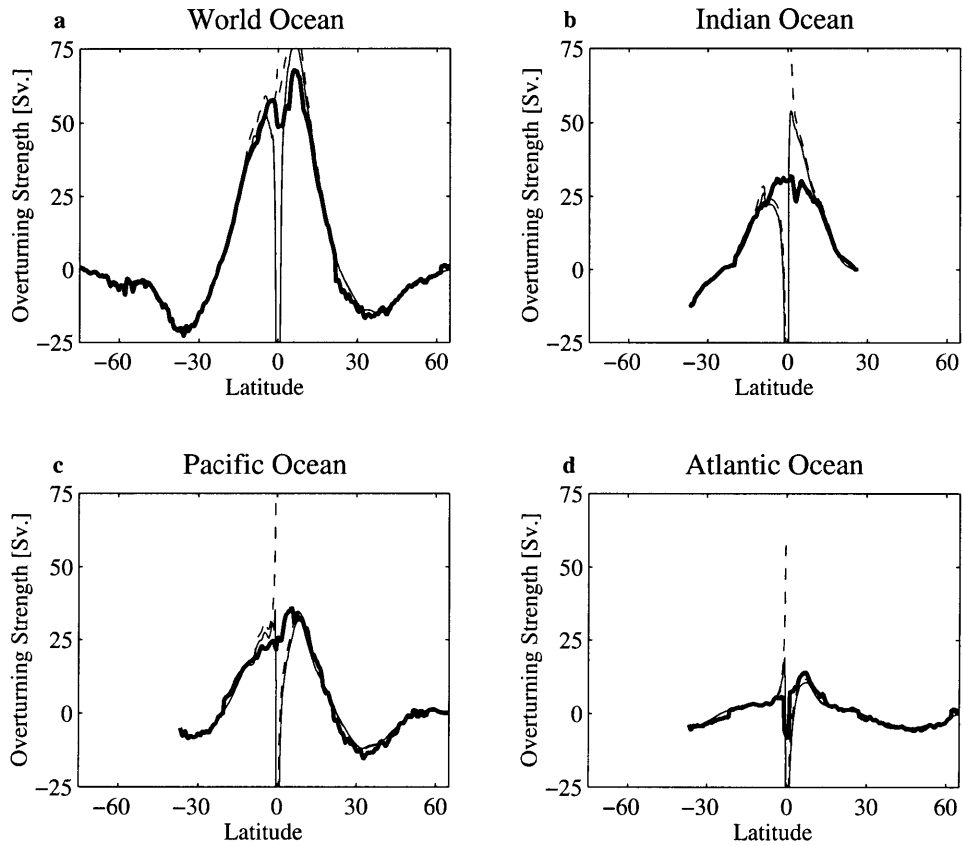 a World Ocean
75
50
25
0
−25
−60 −30 0 30 60
Latitude
Overturning Strength [Sv.]
b Indian Ocean
75
50
25
0
−25
−60 −30 0 30 60
Latitude
Overturning Strength [Sv.]
c Pacific Ocean
75
50
25
0
−25
−60 −30 0 30 60
Latitude
Overturning Strength [Sv.]
d Atlantic Ocean
75
50
25
0
−25
−60 −30 0 30 60
Latitude
Overturning Strength [Sv.]